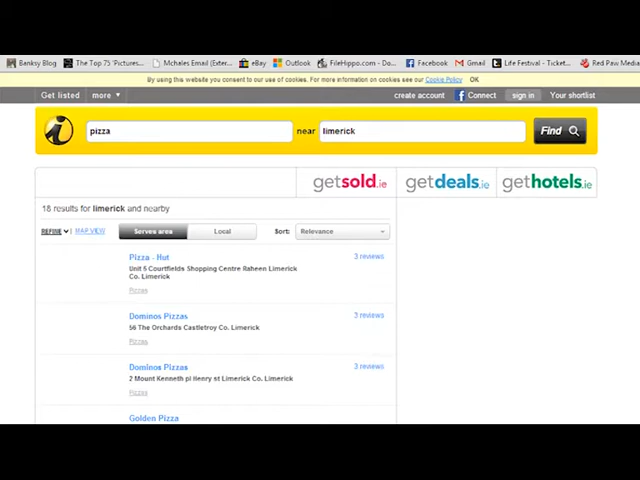 Banksy Blog The Top 75 'Pictures... Mchales Email (Exter... eBay Outlook FileHippo.com - Do... Facebook Gmail Life Festival - Ticket... Red Paw Media
By using this website you consent to our use of cookies. For more information on cookies see our Cookie Policy OK
Get listed more create account f Connect sign in Your shortlist
pizza near limerick Find
getsold.ie getdeals.ie gethotels.ie
18 results for limerick and nearby
REFINE | MAP VIEW Serves area Local Sort: Relevance
Pizza - Hut 3 reviews
Unit 5 Courtfields Shopping Centre Raheen Limerick
Co. Limerick
Pizzas
Dominos Pizzas 3 reviews
56 The Orchards Castletroy Co. Limerick
Pizzas
Dominos Pizzas 3 reviews
2 Mount Kenneth pl Henry st Limerick Co. Limerick
Pizzas
Golden Pizza